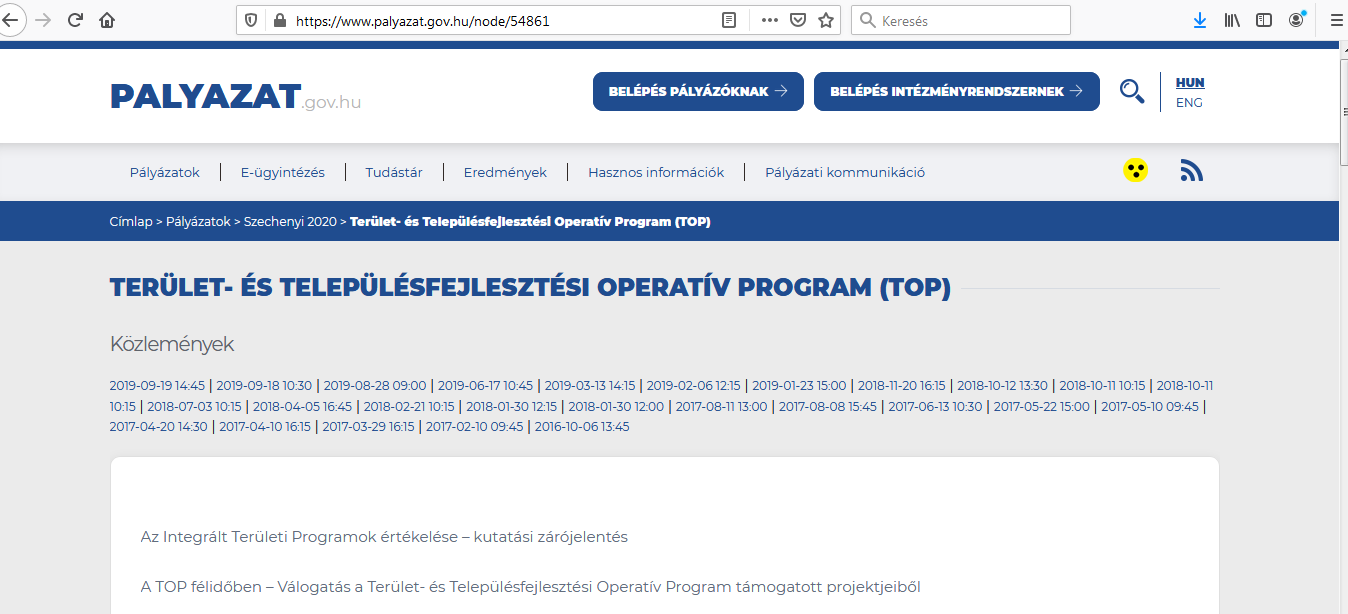 https://www.palyazat.gov.hu/node/54861
Keresés
PALYAZAT.gov.hu
BELÉPÉS PÁLYÁZÓKNAK
BELÉPÉS INTÉZMÉNYRENDSZERNEK
HUN
ENG
Pályázatok | E-ügyintézés | Tudástár | Eredmények | Hasznos információk | Pályázati kommunikáció
Címlap > Pályázatok > Szechenyi 2020 > Terület- és Településfejlesztési Operatív Program (TOP)
TERÜLET- ÉS TELEPÜLÉSFEJLESZTÉSI OPERATÍV PROGRAM (TOP)
Közlemények
2019-09-19 14:45 | 2019-09-18 10:30 | 2019-08-28 09:00 | 2019-06-17 10:45 | 2019-03-13 14:15 | 2019-02-06 12:15 | 2019-01-23 15:00 | 2018-11-20 16:15 | 2018-10-12 13:30 | 2018-10-11 10:15 | 2018-10-11
10:15 | 2018-07-03 10:15 | 2018-04-05 16:45 | 2018-02-21 10:15 | 2018-01-30 12:15 | 2018-01-30 12:00 | 2017-08-11 13:00 | 2017-08-08 15:45 | 2017-06-13 10:30 | 2017-05-22 15:00 | 2017-05-10 09:45 |
2017-04-20 14:30 | 2017-04-10 16:15 | 2017-03-29 16:15 | 2017-02-10 09:45 | 2016-10-06 13:45
Az Integrált Területi Programok értékelése – kutatási zárójelentés
A TOP félidőben – Válogatás a Terület- és Településfejlesztési Operatív Program támogatott projektjeiből